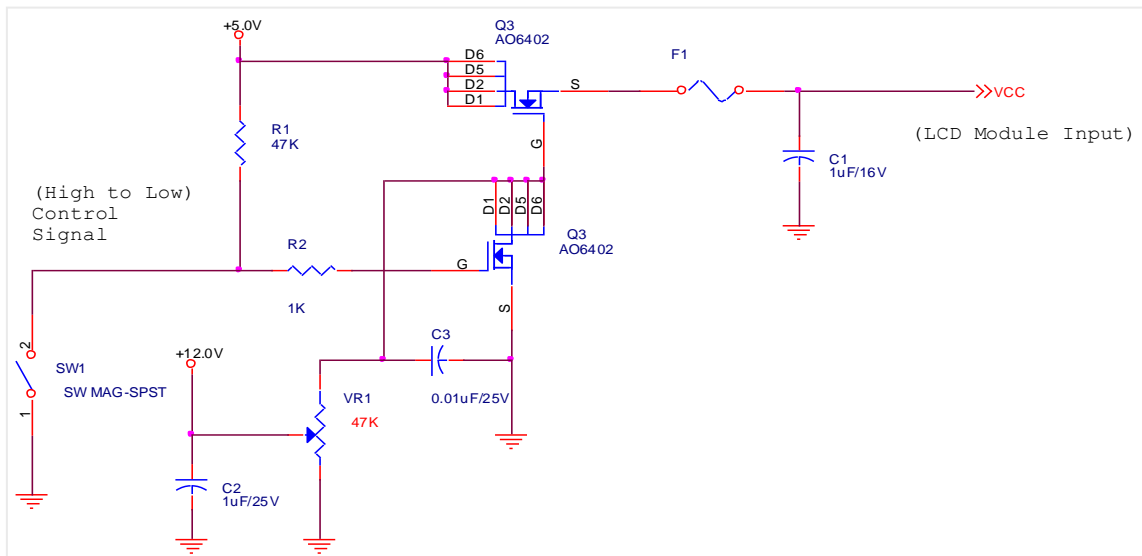 +5.0V
Q3
AO6402
D6
D5
D2
D1
S
G
F1
VCC
(LCD Module Input)
R1
47K
C1
1uF/16V
(High to Low)
Control
Signal
D1
D2
D5
D6
Q3
AO6402
R2
1K
G
S
C3
0.01uF/25V
+12.0V
2
SW1
SW MAG-SPST
1
VR1
47K
C2
1uF/25V